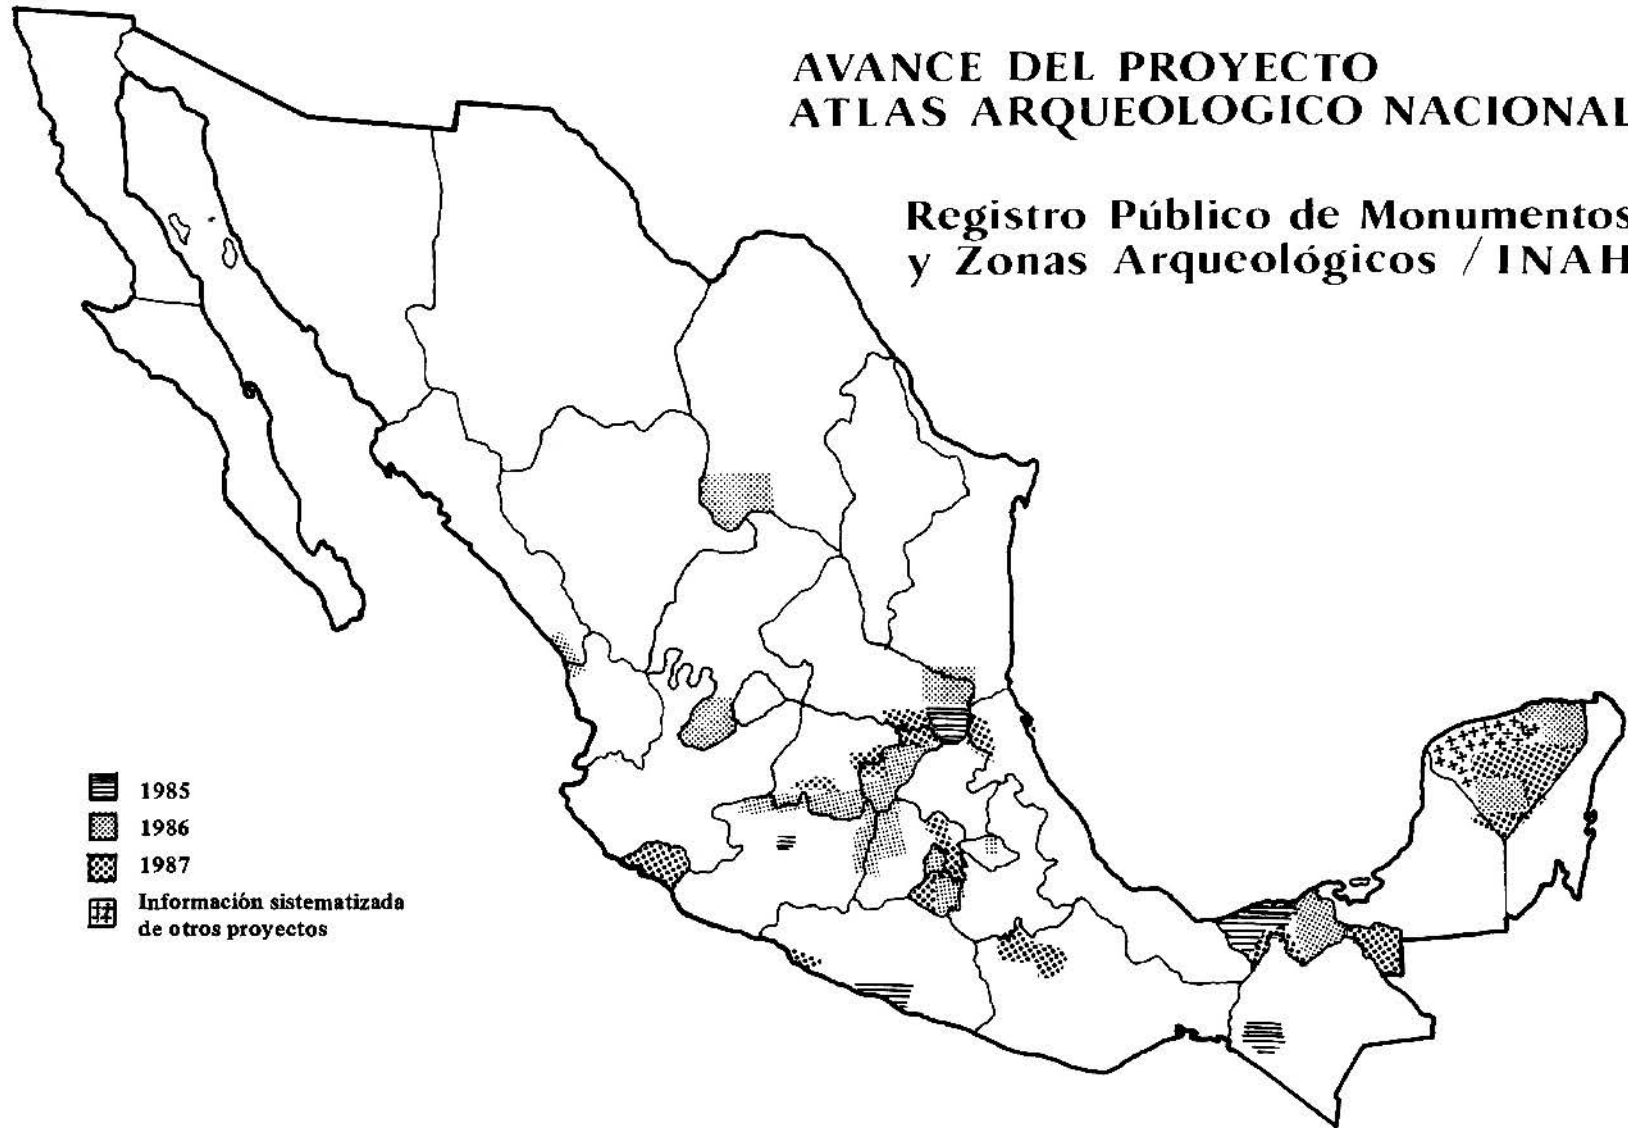 AVANCE DEL PROYECTO
ATLAS ARQUEOLOGICO NACIONAL
Registro Público de Monumentos
y Zonas Arqueológicos / INAH
1985
1986
1987
Información sistematizada
de otros proyectos